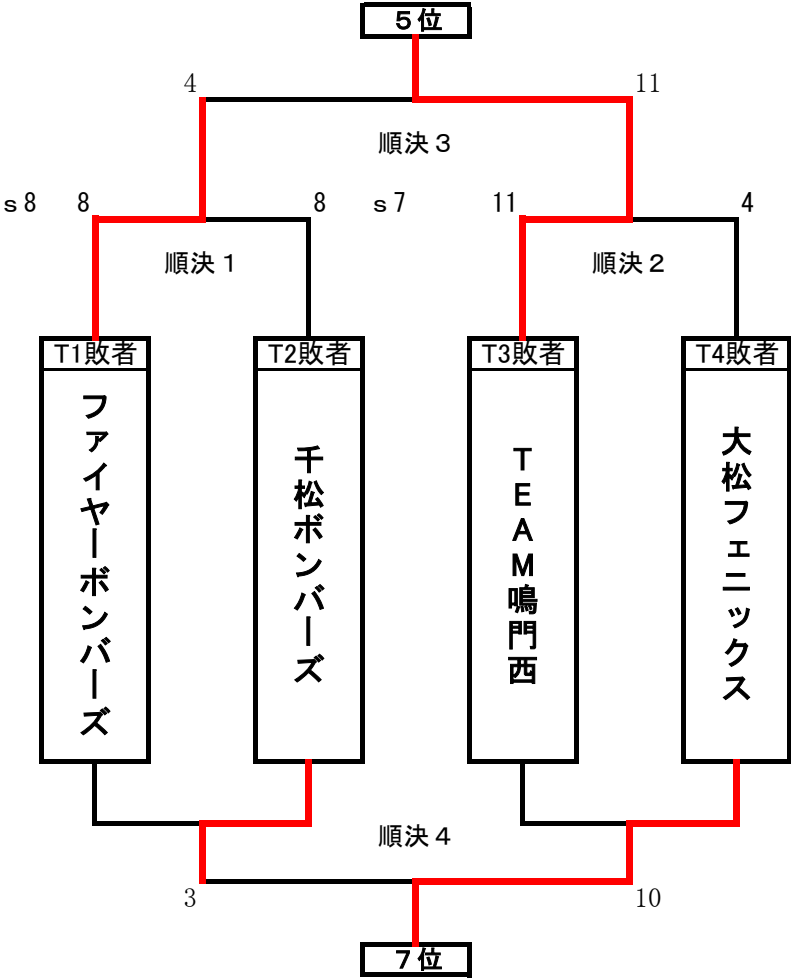 ５位
4 11
順決３
ｓ8 8 8 ｓ7 11 4
順決１ 順決２
T1敗者 T2敗者 T3敗者 T4敗者
ファイヤーボンバーズ
千松ボンバーズ
ＴＥＡＭ鳴門西
大松フェニックス
順決４
3 10
７位